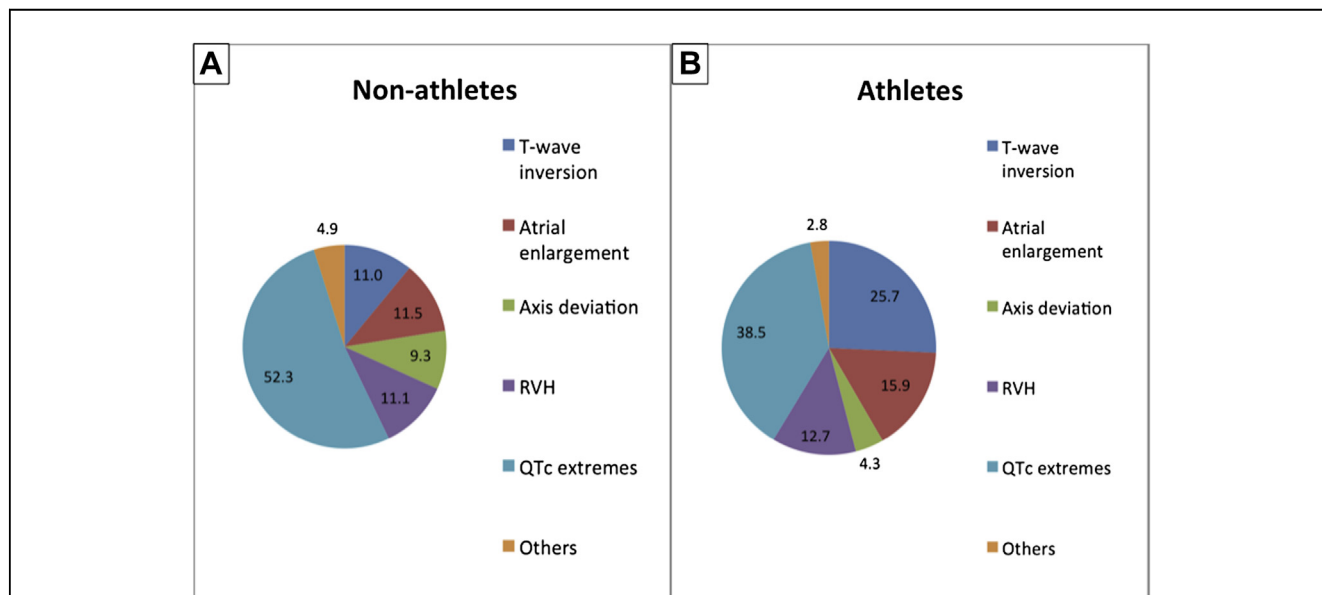 A
Non-athletes
T-wave
inversion
Atrial
enlargement
Axis deviation
RVH
QTc extremes
Others
4.9
11.0
11.5
9.3
11.1
52.3
B
Athletes
T-wave
inversion
Atrial
enlargement
Axis deviation
RVH
QTc extremes
Others
2.8
25.7
15.9
4.3
12.7
38.5